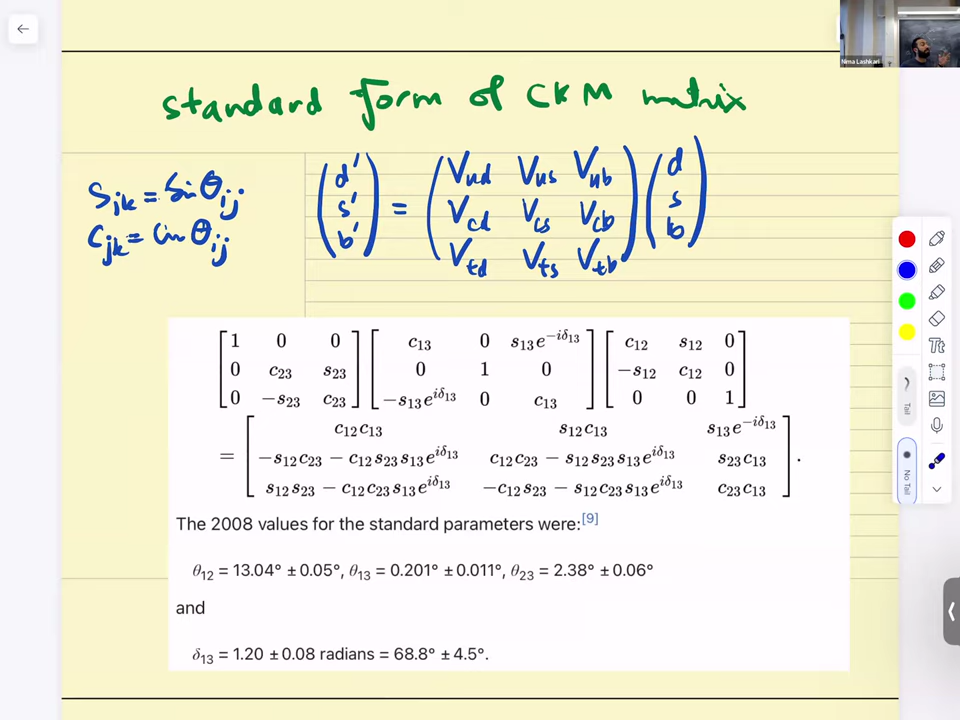 Nima Lashkari
standard form of CKM matrix
S_jk = Sin θ_ij
C_jk = Cos θ_ij
(d' s' b') = (V_ud V_us V_ub
V_cd V_cs V_cb
V_td V_ts V_tb) (d s b)
[1 0 0] [c₁₃ 0 s₁₃e^{−iδ₁₃}] [c₁₂ s₁₂ 0]
[0 c₂₃ s₂₃] [0 1 0] [−s₁₂ c₁₂ 0]
[0 −s₂₃ c₂₃] [−s₁₃e^{iδ₁₃} 0 c₁₃] [0 0 1]
[c₁₂c₁₃ s₁₂c₁₃ s₁₃e^{−iδ₁₃}]
= [−s₁₂c₂₃ − c₁₂s₂₃s₁₃e^{iδ₁₃} c₁₂c₂₃ − s₁₂s₂₃s₁₃e^{iδ₁₃} s₂₃c₁₃] .
[s₁₂s₂₃ − c₁₂c₂₃s₁₃e^{iδ₁₃} −c₁₂s₂₃ − s₁₂c₂₃s₁₃e^{iδ₁₃} c₂₃c₁₃]
The 2008 values for the standard parameters were:[9]
θ₁₂ = 13.04° ±0.05°, θ₁₃ = 0.201° ±0.011°, θ₂₃ = 2.38° ±0.06°
and
δ₁₃ = 1.20 ±0.08 radians = 68.8° ±4.5°.
Tt
Tail
No Tail